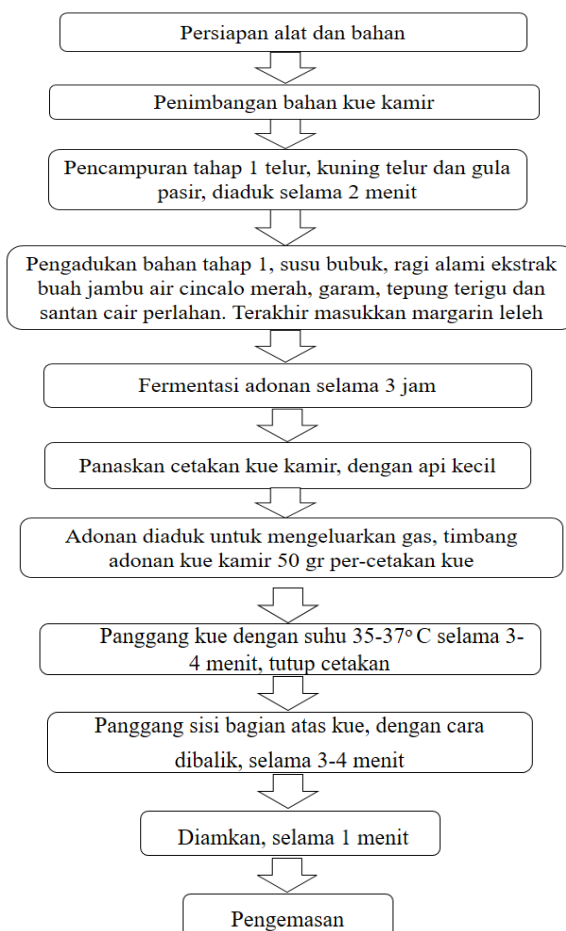 Persiapan alat dan bahan
Penimbangan bahan kue kamir
Pencampuran tahap 1 telur, kuning telur dan gula
pasir, diaduk selama 2 menit
Pengadukan bahan tahap 1, susu bubuk, ragi alami ekstrak
buah jambu air cincalo merah, garam, tepung terigu dan
santan cair perlahan. Terakhir masukkan margarin leleh
Fermentasi adonan selama 3 jam
Panaskan cetakan kue kamir, dengan api kecil
Adonan diaduk untuk mengeluarkan gas, timbang
adonan kue kamir 50 gr per-cetakan kue
Panggang kue dengan suhu 35-37° C selama 3-
4 menit, tutup cetakan
Panggang sisi bagian atas kue, dengan cara
dibalik, selama 3-4 menit
Diamkan, selama 1 menit
Pengemasan